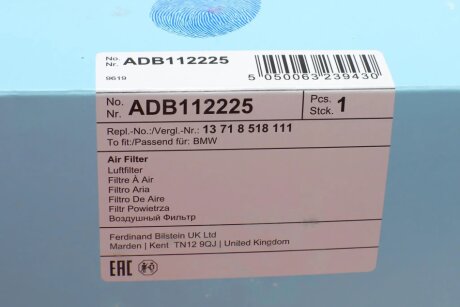 No.
Nr. ADB112225
9619
5 050063 239430
No.
Nr. ADB112225
Pcs.
Stck. 1
Repl.-No.:/Vergl.-Nr.: 13 71 8 518 111
To fit:/Passend für: BMW
Air Filter
Luftfilter
Filtre À Air
Filtro Aria
Filtro De Aire
Filtr Powietrza
Воздушный Фильтр
Ferdinand Bilstein UK Ltd
Marden | Kent TN12 9QJ | United Kingdom
EAC